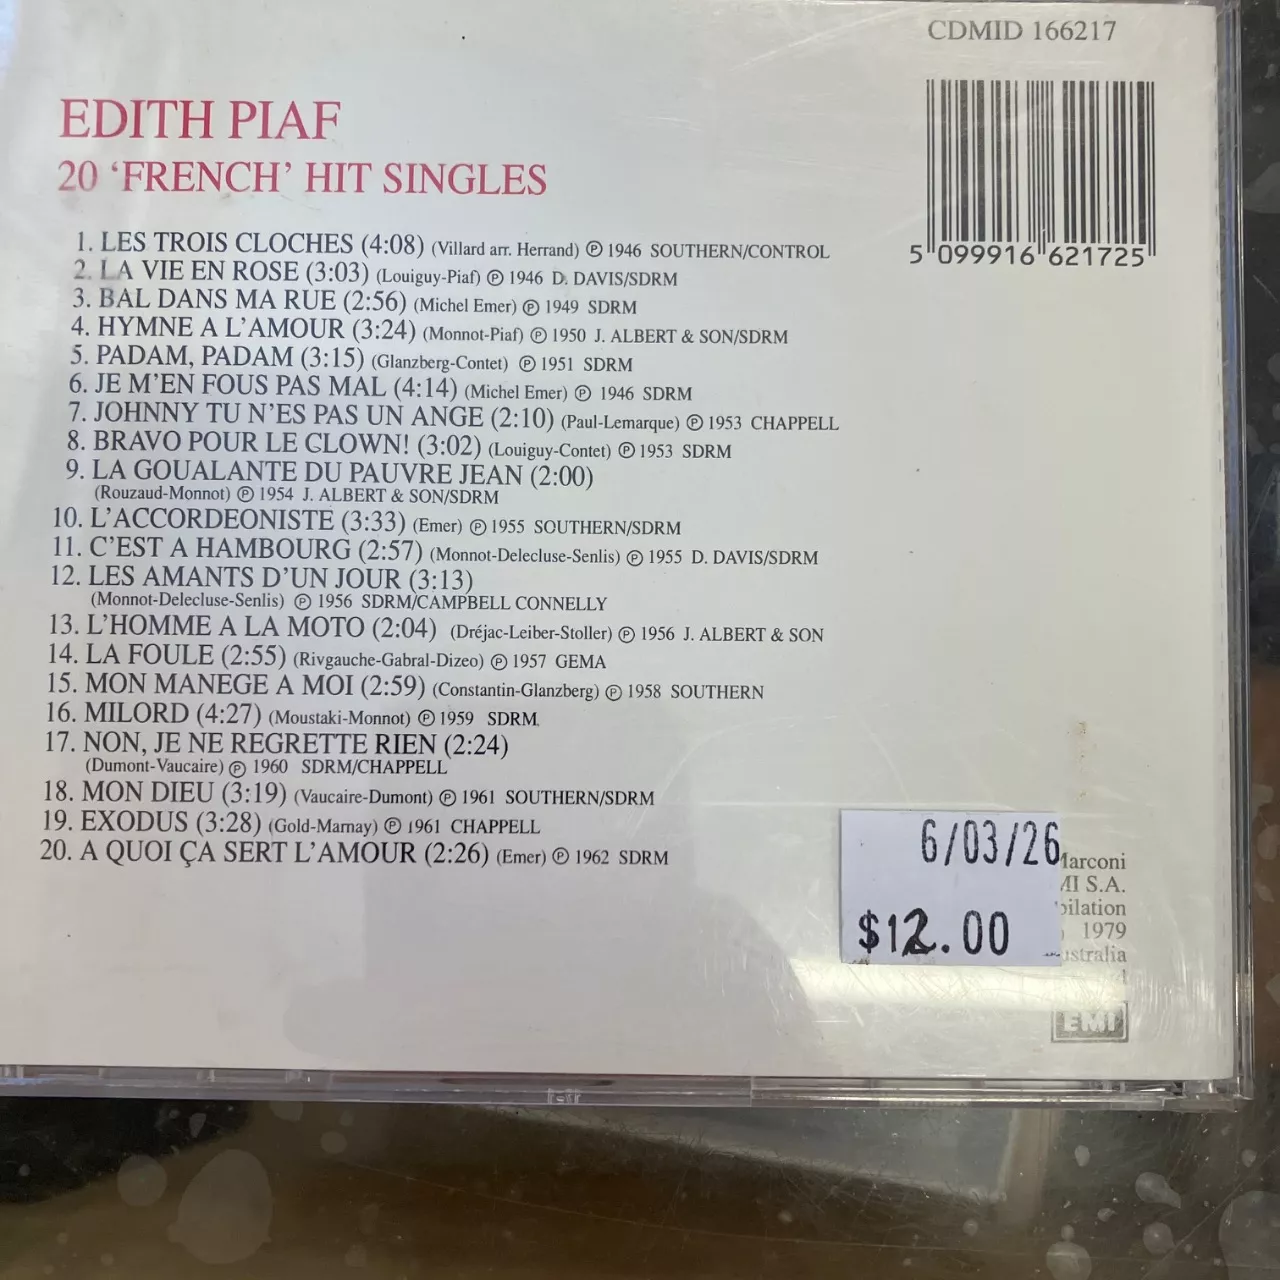 CDMID 166217
EDITH PIAF
20 ‘FRENCH’ HIT SINGLES
5 099916 621725
1. LES TROIS CLOCHES (4:08) (Villard arr. Herrand) ℗ 1946 SOUTHERN/CONTROL
2. LA VIE EN ROSE (3:03) (Louiguy-Piaf) ℗ 1946 D. DAVIS/SDRM
3. BAL DANS MA RUE (2:56) (Michel Emer) ℗ 1949 SDRM
4. HYMNE A L’AMOUR (3:24) (Monnot-Piaf) ℗ 1950 J. ALBERT & SON/SDRM
5. PADAM, PADAM (3:15) (Glanzberg-Contet) ℗ 1951 SDRM
6. JE M’EN FOUS PAS MAL (4:14) (Michel Emer) ℗ 1946 SDRM
7. JOHNNY TU N’ES PAS UN ANGE (2:10) (Paul-Lemarque) ℗ 1953 CHAPPELL
8. BRAVO POUR LE CLOWN! (3:02) (Louiguy-Contet) ℗ 1953 SDRM
9. LA GOUALANTE DU PAUVRE JEAN (2:00)
(Rouzaud-Monnot) ℗ 1954 J. ALBERT & SON/SDRM
10. L’ACCORDEONISTE (3:33) (Emer) ℗ 1955 SOUTHERN/SDRM
11. C’EST A HAMBOURG (2:57) (Monnot-Delecluse-Senlis) ℗ 1955 D. DAVIS/SDRM
12. LES AMANTS D’UN JOUR (3:13)
(Monnot-Delecluse-Senlis) ℗ 1956 SDRM/CAMPBELL CONNELLY
13. L’HOMME A LA MOTO (2:04) (Dréjac-Leiber-Stoller) ℗ 1956 J. ALBERT & SON
14. LA FOULE (2:55) (Rivgauche-Gabral-Dizeo) ℗ 1957 GEMA
15. MON MANEGE A MOI (2:59) (Constantin-Glanzberg) ℗ 1958 SOUTHERN
16. MILORD (4:27) (Moustaki-Monnot) ℗ 1959 SDRM
17. NON, JE NE REGRETTE RIEN (2:24)
(Dumont-Vaucaire) ℗ 1960 SDRM/CHAPPELL
18. MON DIEU (3:19) (Vaucaire-Dumont) ℗ 1961 SOUTHERN/SDRM
19. EXODUS (3:28) (Gold-Marnay) ℗ 1961 CHAPPELL
20. A QUOI ÇA SERT L’AMOUR (2:26) (Emer) ℗ 1962 SDRM
6/03/26
$12.00
S.A.
1979
EMI